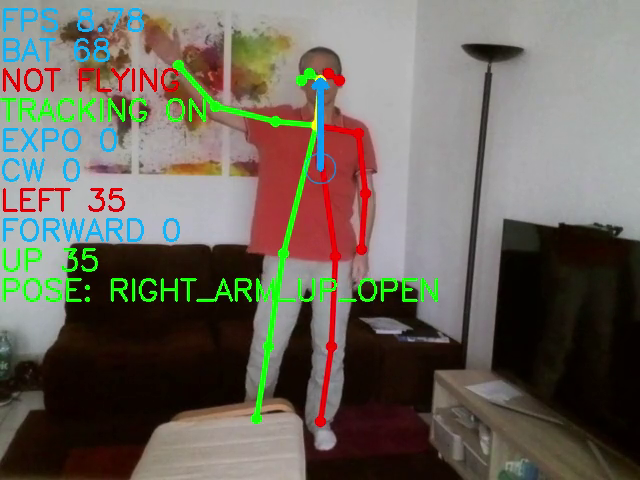 FPS 8.78
BAT 68
NOT FLYING
TRACKING ON
EXPO 0
CW 0
LEFT 35
FORWARD 0
UP 35
POSE: RIGHT_ARM_UP_OPEN